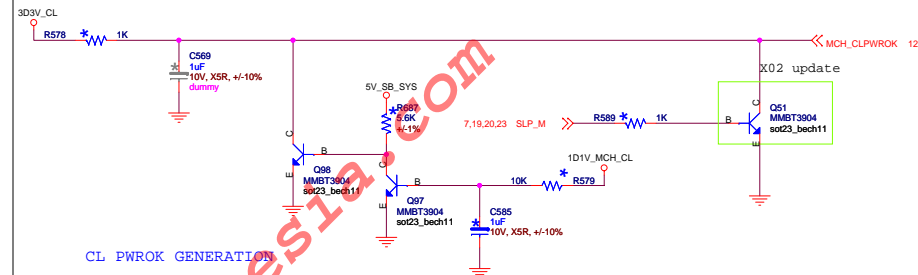 3D3V_CL
R578
1K
MCH_CLPWROK 12
C569
1uF
10V, X5R, +/-10%
dummy
X02 update
5V_SB_SYS
R687
5.6K
+/-1%
7,19,20,23 SLP_M
R589
1K
B
C
Q51
MMBT3904
sot23_bech11
E
C
B
E
Q98
MMBT3904
sot23_bech11
C
B
E
Q97
MMBT3904
sot23_bech11
1D1V_MCH_CL
10K
R579
C585
1uF
10V, X5R, +/-10%
CL PWROK GENERATION
esia.com